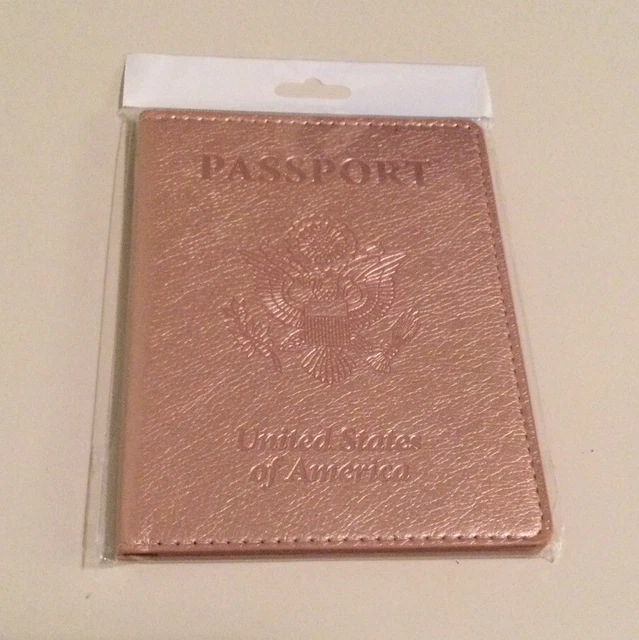 PASSPORT
United States
of America